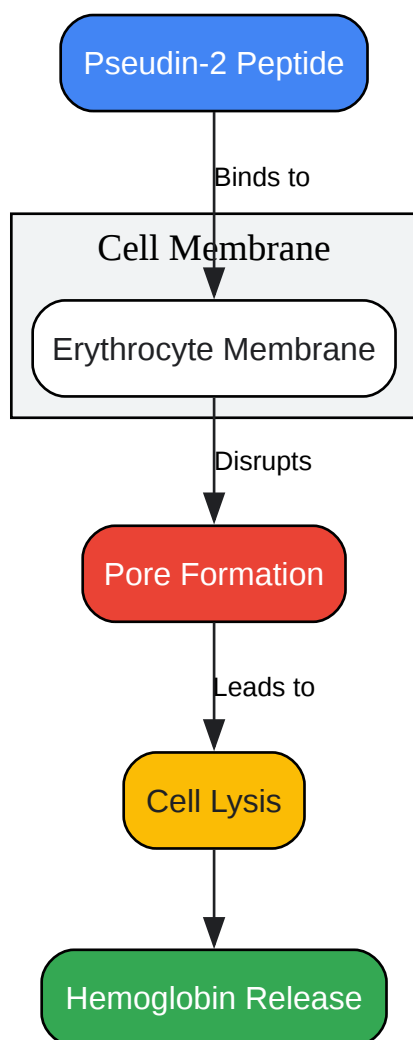 Pseudin-2 Peptide
Binds to
Cell Membrane
Erythrocyte Membrane
Disrupts
Pore Formation
Leads to
Cell Lysis
Hemoglobin Release